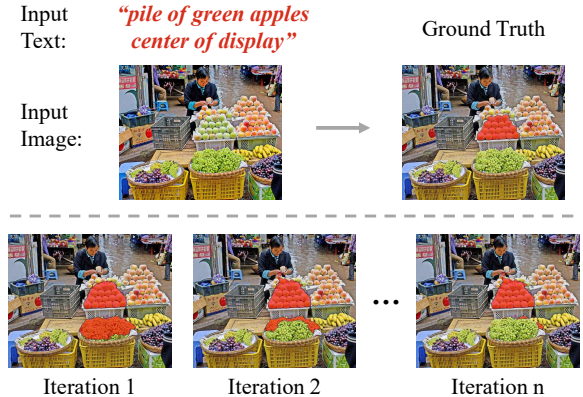 Input Text:
"pile of green apples
center of display"
Ground Truth
Input Image:
...
Iteration 1
Iteration 2
Iteration n